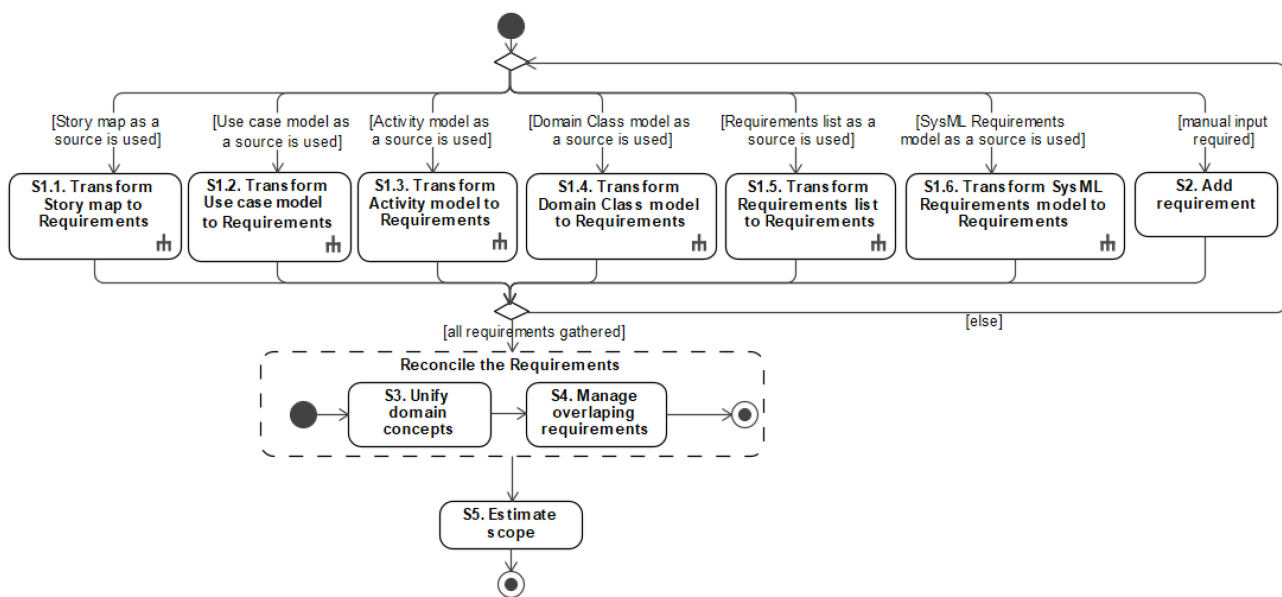 [Story map as a
source is used]
[Use case model as
a source is used]
[Activity model as
a source is used]
[Domain Class model as
a source is used]
[Requirements list as a
source is used]
[SysML Requirements
model as a source is used]
[manual input
required]
S1.1. Transform
Story map to
Requirements
S1.2. Transform
Use case model
to Requirements
S1.3. Transform
Activity model to
Requirements
S1.4. Transform
Domain Class model
to Requirements
S1.5. Transform
Requirements list
to Requirements
S1.6. Transform SysML
Requirements model to
Requirements
S2. Add
requirement
[all requirements gathered]
[else]
Reconcile the Requirements
S3. Unify
domain
concepts
S4. Manage
overlaping
requirements
S5. Estimate
scope